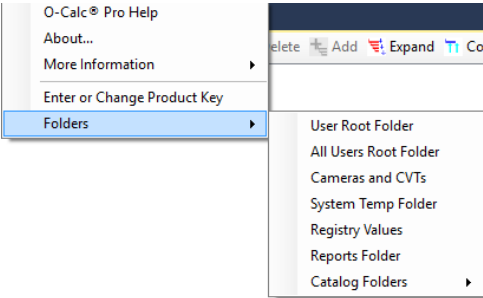 O-Calc® Pro Help
About...
More Information
Enter or Change Product Key
Folders
elete Add Expand Co
User Root Folder
All Users Root Folder
Cameras and CVTs
System Temp Folder
Registry Values
Reports Folder
Catalog Folders